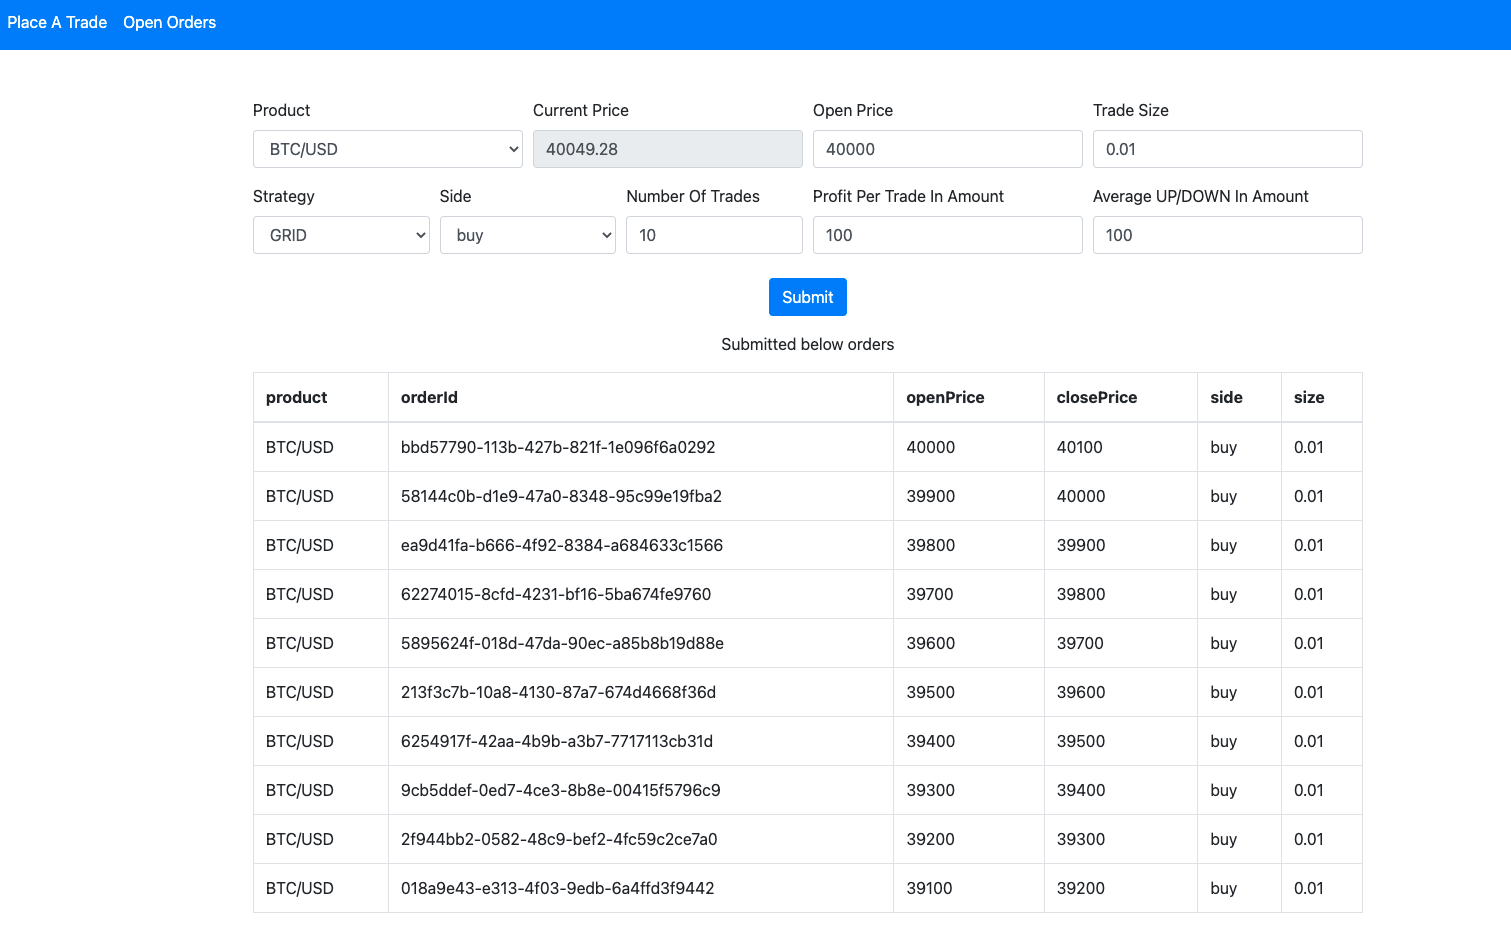 Place A Trade Open Orders
Product Current Price Open Price Trade Size
BTC/USD 40049.28 40000 0.01
Strategy Side Number Of Trades Profit Per Trade In Amount Average UP/DOWN In Amount
GRID buy 10 100 100
Submit
Submitted below orders
product orderId openPrice closePrice side size
BTC/USD bbd57790-113b-427b-821f-1e096f6a0292 40000 40100 buy 0.01
BTC/USD 58144c0b-d1e9-47a0-8348-95c99e19fba2 39900 40000 buy 0.01
BTC/USD ea9d41fa-b666-4f92-8384-a684633c1566 39800 39900 buy 0.01
BTC/USD 62274015-8cfd-4231-bf16-5ba674fe9760 39700 39800 buy 0.01
BTC/USD 5895624f-018d-47da-90ec-a85b8b19d88e 39600 39700 buy 0.01
BTC/USD 213f3c7b-10a8-4130-87a7-674d4668f36d 39500 39600 buy 0.01
BTC/USD 6254917f-42aa-4b9b-a3b7-7717113cb31d 39400 39500 buy 0.01
BTC/USD 9cb5ddef-0ed7-4ce3-8b8e-00415f5796c9 39300 39400 buy 0.01
BTC/USD 2f944bb2-0582-48c9-bef2-4fc59c2ce7a0 39200 39300 buy 0.01
BTC/USD 018a9e43-e313-4f03-9edb-6a4ffd3f9442 39100 39200 buy 0.01